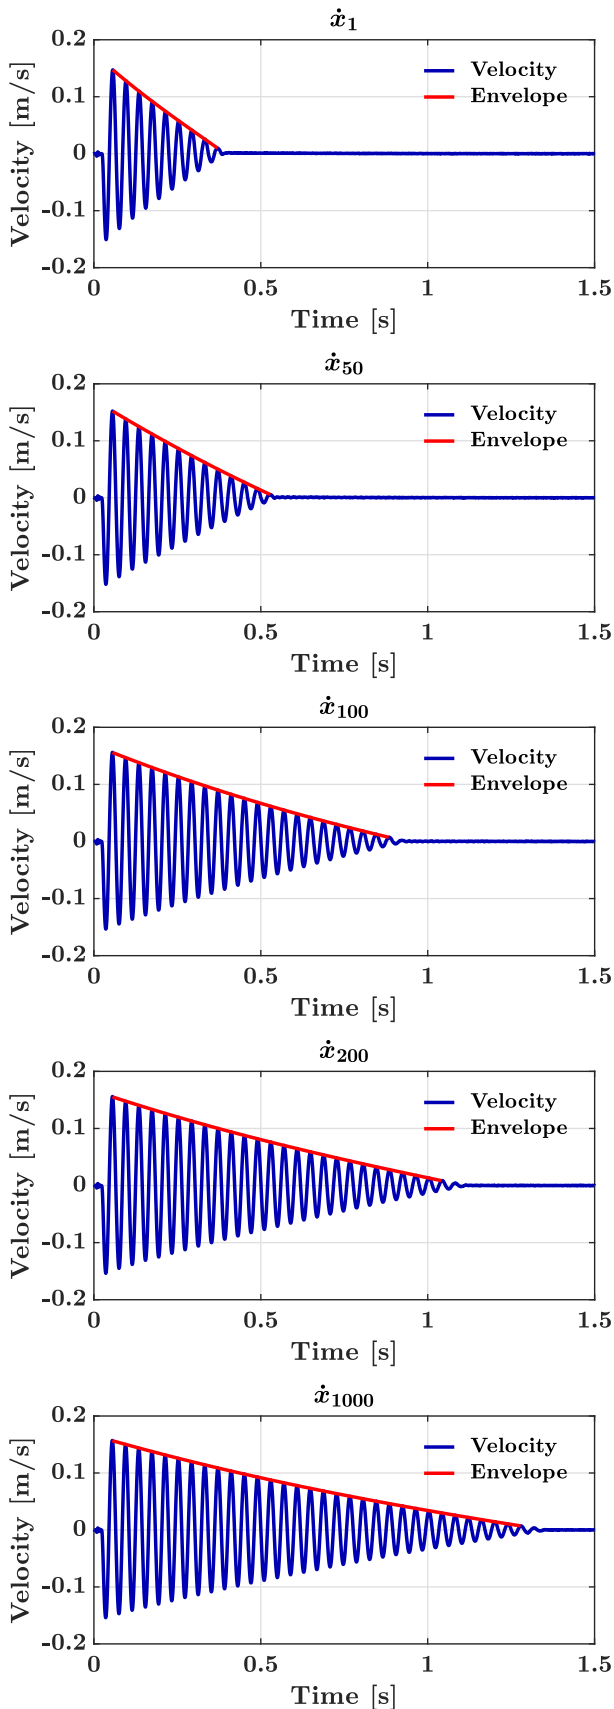 ẋ₁
0.2
0.1
0
-0.1
-0.2
Velocity [m/s]
Velocity
Envelope
0 0.5 1 1.5
Time [s]
ẋ₅₀
0.2
0.1
0
-0.1
-0.2
Velocity [m/s]
Velocity
Envelope
0 0.5 1 1.5
Time [s]
ẋ₁₀₀
0.2
0.1
0
-0.1
-0.2
Velocity [m/s]
Velocity
Envelope
0 0.5 1 1.5
Time [s]
ẋ₂₀₀
0.2
0.1
0
-0.1
-0.2
Velocity [m/s]
Velocity
Envelope
0 0.5 1 1.5
Time [s]
ẋ₁₀₀₀
0.2
0.1
0
-0.1
-0.2
Velocity [m/s]
Velocity
Envelope
0 0.5 1 1.5
Time [s]